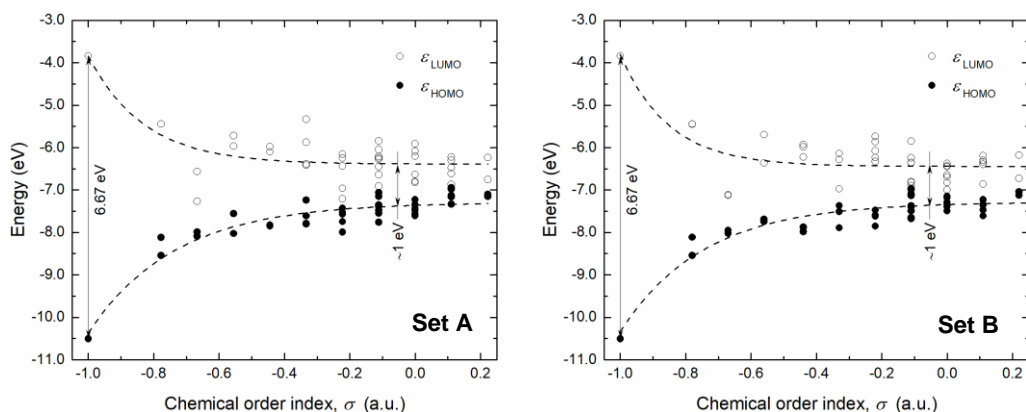 -3.0
-4.0
-5.0
-6.0
-7.0
-8.0
-9.0
-10.0
-11.0
Energy (eV)
6.67 eV
ε LUMO
ε HOMO
~1 eV
Set A
-1.0 -0.8 -0.6 -0.4 -0.2 0.0 0.2
Chemical order index, σ (a.u.)
-3.0
-4.0
-5.0
-6.0
-7.0
-8.0
-9.0
-10.0
-11.0
Energy (eV)
6.67 eV
ε LUMO
ε HOMO
~1 eV
Set B
-1.0 -0.8 -0.6 -0.4 -0.2 0.0 0.2
Chemical order index, σ (a.u.)